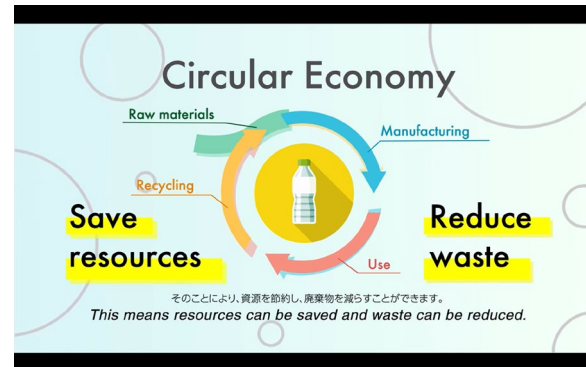 Circular Economy
Raw materials
Manufacturing
Recycling
Save
resources
Reduce
waste
Use
そのことにより、資源を節約し、廃棄物を減らすことができます。
This means resources can be saved and waste can be reduced.